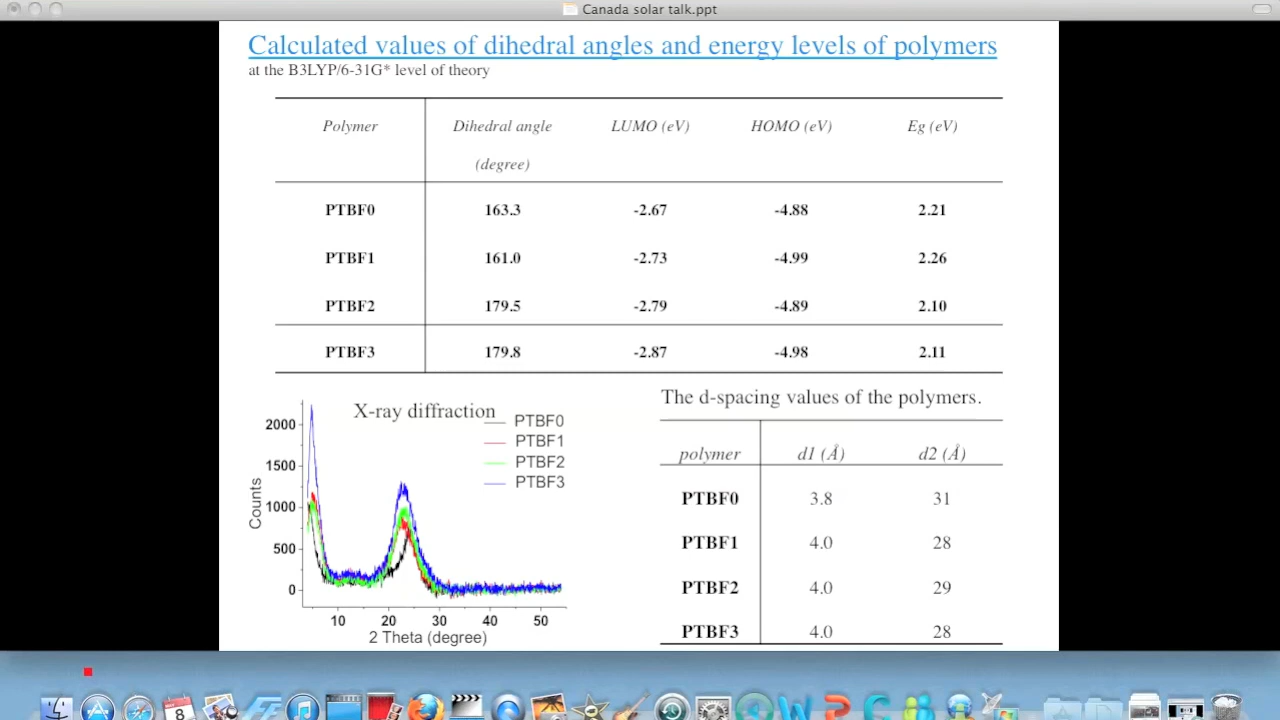 Canada solar talk.ppt
Calculated values of dihedral angles and energy levels of polymers
at the B3LYP/6-31G* level of theory
Polymer Dihedral angle LUMO (eV) HOMO (eV) Eg (eV)
(degree)
PTBF0 163.3 -2.67 -4.88 2.21
PTBF1 161.0 -2.73 -4.99 2.26
PTBF2 179.5 -2.79 -4.89 2.10
PTBF3 179.8 -2.87 -4.98 2.11
X-ray diffraction
PTBF0
PTBF1
PTBF2
PTBF3
Counts
2000
1500
1000
500
0
10 20 30 40 50
2 Theta (degree)
The d-spacing values of the polymers.
polymer d1 (Å) d2 (Å)
PTBF0 3.8 31
PTBF1 4.0 28
PTBF2 4.0 29
PTBF3 4.0 28
8